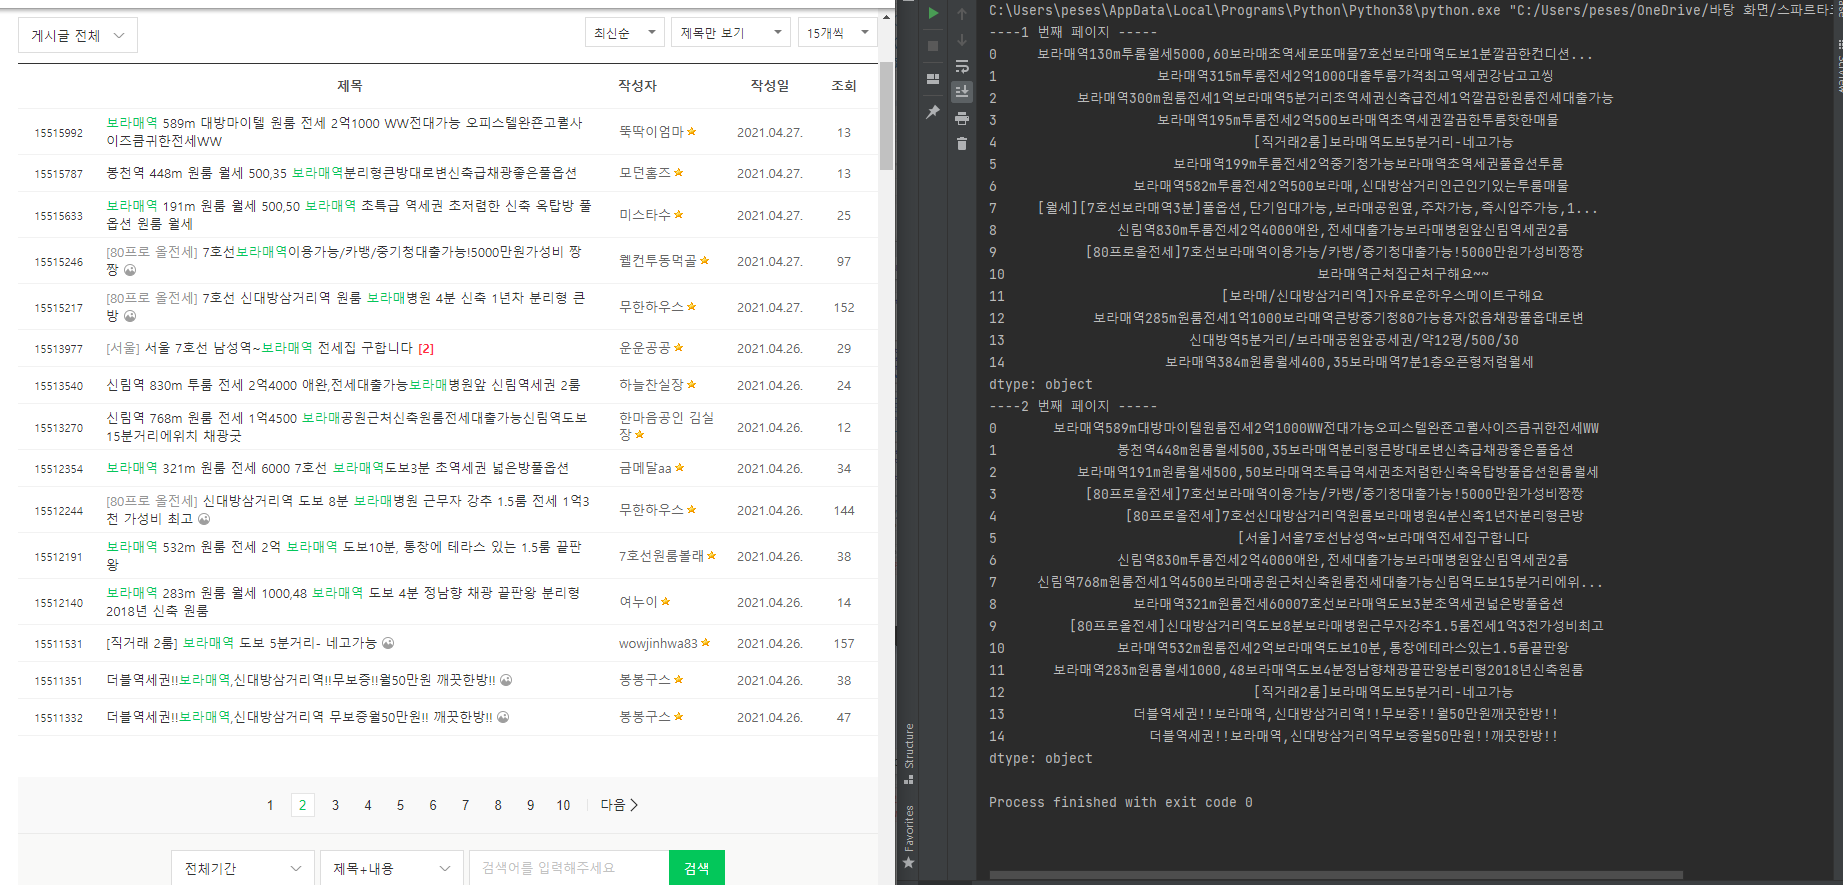 게시글 전체
최신순
제목만 보기
15개씩
제목 작성자 작성일 조회
15515992 보라매역 589m 대방마이텔 원룸 전세 2억1000 WW전대가능 오피스텔완죤고퀄사
이즈큼귀한전세WW 뚝딱이엄마 2021.04.27. 13
15515787 봉천역 448m 원룸 월세 500,35 보라매역분리형큰방대로변신축급채광좋은풀옵션 모던홈즈 2021.04.27. 13
15515633 보라매역 191m 원룸 월세 500,50 보라매역 초특급 역세권 초저렴한 신축 옥탑방 풀
옵션 원룸 월세 미스타수 2021.04.27. 25
15515246 [80프로 올전세] 7호선보라매역이용가능/카뱅/중기청대출가능!5000만원가성비 짱
짱 웰컨투동먹골 2021.04.27. 97
15515217 [80프로 올전세] 7호선 신대방삼거리역 원룸 보라매병원 4분 신축 1년차 분리형 큰
방 무한하우스 2021.04.27. 152
15513977 [서울] 서울 7호선 남성역~보라매역 전세집 구합니다 [2] 운운공공 2021.04.26. 29
15513540 신림역 830m 투룸 전세 2억4000 애완,전세대출가능보라매병원앞 신림역세권 2룸 하늘찬실장 2021.04.26. 24
15513270 신림역 768m 원룸 전세 1억4500 보라매공원근처신축원룸전세대출가능신림역도보
15분거리에위치 채광굿 한마음공인 김실
장 2021.04.26. 12
15512354 보라매역 321m 원룸 전세 6000 7호선 보라매역도보3분 초역세권 넓은방풀옵션 금메달aa 2021.04.26. 34
15512244 [80프로 올전세] 신대방삼거리역 도보 8분 보라매병원 근무자 강추 1.5룸 전세 1억3
천 가성비 최고 무한하우스 2021.04.26. 144
15512191 보라매역 532m 원룸 전세 2억 보라매역 도보10분, 통창에 테라스 있는 1.5룸 끝판
왕 7호선원룸볼래 2021.04.26. 38
15512140 보라매역 283m 원룸 월세 1000,48 보라매역 도보 4분 정남향 채광 끝판왕 분리형
2018년 신축 원룸 여누이 2021.04.26. 14
15511531 [직거래 2룸] 보라매역 도보 5분거리- 네고가능 wowjinhwa83 2021.04.26. 157
15511351 더블역세권!!보라매역,신대방삼거리역!!무보증!!월50만원 깨끗한방!! 봉봉구스 2021.04.26. 38
15511332 더블역세권!!보라매역,신대방삼거리역 무보증월50만원!! 깨끗한방!! 봉봉구스 2021.04.26. 47
1 2 3 4 5 6 7 8 9 10 다음
전체기간
제목+내용
검색어를 입력해주세요
검색
C:\Users\peses\AppData\Local\Programs\Python\Python38\python.exe "C:/Users/peses/OneDrive/바탕 화면/스파르타코
----1 번째 페이지 -----
0 보라매역130m투룸월세5000,60보라매초역세로또매물7호선보라매역도보1분깔끔한컨디션...
1 보라매역315m투룸전세2억1000대출투룸가격최고역세권강남고고씽
2 보라매역300m원룸전세1억보라매역5분거리초역세권신축급전세1억깔끔한원룸전세대출가능
3 보라매역195m투룸전세2억500보라매역초역세권깔끔한투룸핫한매물
4 [직거래2룸]보라매역도보5분거리-네고가능
5 보라매역199m투룸전세2억중기청가능보라매역초역세권풀옵션투룸
6 보라매역582m투룸전세2억500보라매,신대방삼거리인근인기있는투룸매물
7 [월세][7호선보라매역3분]풀옵션,단기임대가능,보라매공원옆,주차가능,즉시입주가능,1...
8 신림역830m투룸전세2억4000애완,전세대출가능보라매병원앞신림역세권2룸
9 [80프로올전세]7호선보라매역이용가능/카뱅/중기청대출가능!5000만원가성비짱짱
10 보라매역근처집근처구해요~~
11 [보라매/신대방삼거리역]자유로운하우스메이트구해요
12 보라매역285m원룸전세1억1000보라매역큰방중기청80가능융자없음채광풀옵대로변
13 신대방역5분거리/보라매공원앞공세권/약12평/500/30
14 보라매역384m원룸월세400,35보라매역7분1층오픈형저렴월세
dtype: object
----2 번째 페이지 -----
0 보라매역589m대방마이텔원룸전세2억1000WW전대가능오피스텔완죤고퀄사이즈큼귀한전세WW
1 봉천역448m원룸월세500,35보라매역분리형큰방대로변신축급채광좋은풀옵션
2 보라매역191m원룸월세500,50보라매역초특급역세권초저렴한신축옥탑방풀옵션원룸월세
3 [80프로올전세]7호선보라매역이용가능/카뱅/중기청대출가능!5000만원가성비짱짱
4 [80프로올전세]7호선신대방삼거리역원룸보라매병원4분신축1년차분리형큰방
5 [서울]서울7호선남성역~보라매역전세집구합니다
6 신림역830m투룸전세2억4000애완,전세대출가능보라매병원앞신림역세권2룸
7 신림역768m원룸전세1억4500보라매공원근처신축원룸전세대출가능신림역도보15분거리에위...
8 보라매역321m원룸전세60007호선보라매역도보3분초역세권넓은방풀옵션
9 [80프로올전세]신대방삼거리역도보8분보라매병원근무자강추1.5룸전세1억3천가성비최고
10 보라매역532m원룸전세2억보라매역도보10분,통창에테라스있는1.5룸끝판왕
11 보라매역283m원룸월세1000,48보라매역도보4분정남향채광끝판왕분리형2018년신축원룸
12 [직거래2룸]보라매역도보5분거리-네고가능
13 더블역세권!!보라매역,신대방삼거리역!!무보증!!월50만원깨끗한방!!
14 더블역세권!!보라매역,신대방삼거리역무보증월50만원!!깨끗한방!!
dtype: object
Process finished with exit code 0
Structure
Favorites